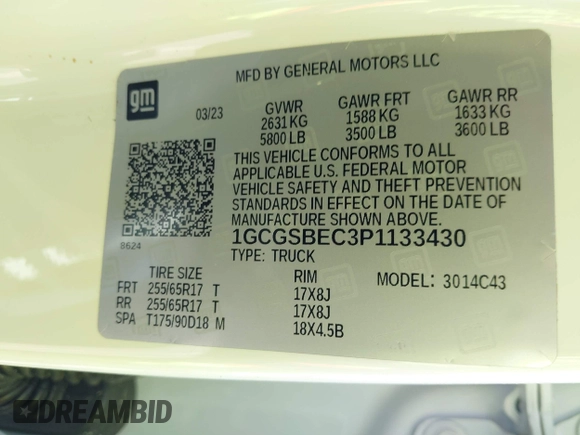 MFD BY GENERAL MOTORS LLC
gm
03/23
GVWR GAWR FRT GAWR RR
2631 KG 1588 KG 1633 KG
5800 LB 3500 LB 3600 LB
THIS VEHICLE CONFORMS TO ALL
APPLICABLE U.S. FEDERAL MOTOR
VEHICLE SAFETY AND THEFT PREVENTION
STANDARDS IN EFFECT ON THE DATE OF
MANUFACTURE SHOWN ABOVE.
8624
1GCGSBEC3P1133430
TYPE: TRUCK
TIRE SIZE RIM MODEL: 3014C43
FRT 255/65R17 T 17X8J
RR 255/65R17 T 17X8J
SPA T175/90D18 M 18X4.5B
DREAMBID